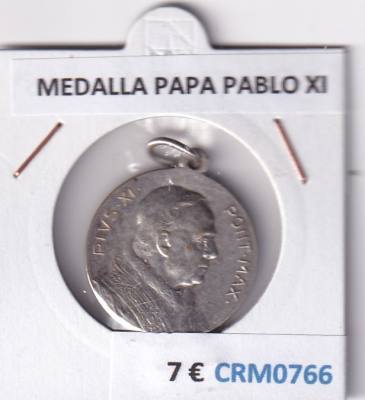 MEDALLA PAPA PABLO XI
PIVS·XI· PONT·MAX·
7 € CRM0766